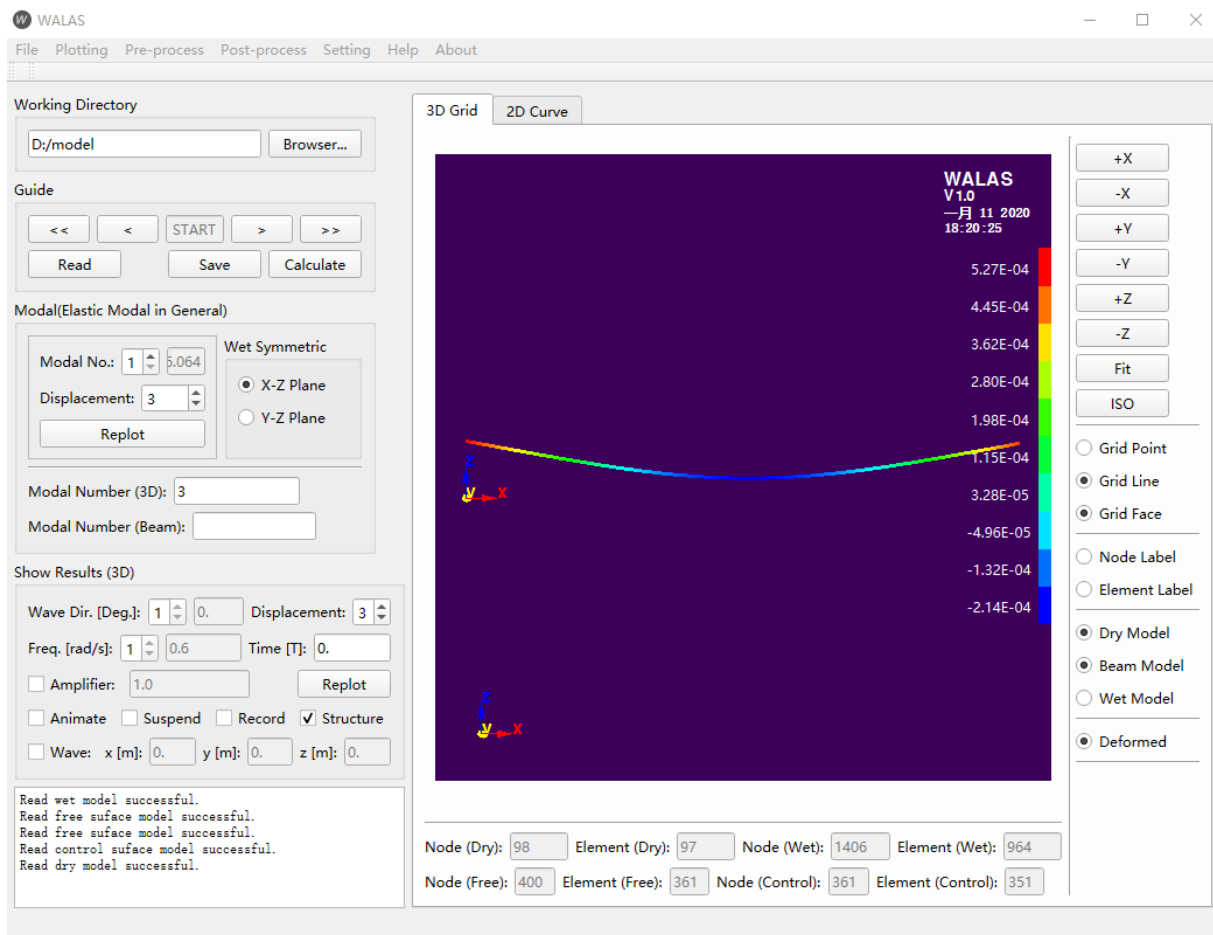 WALAS
File Plotting Pre-process Post-process Setting Help About
Working Directory
D:/model Browser...
Guide
<< < START > >>
Read Save Calculate
Modal(Elastic Modal in General)
Modal No.: 1 5.064
Displacement: 3
Replot
Wet Symmetric
X-Z Plane
Y-Z Plane
Modal Number (3D): 3
Modal Number (Beam):
Show Results (3D)
Wave Dir. [Deg.]: 1 0. Displacement: 3
Freq. [rad/s]: 1 0.6 Time [T]: 0.
Amplifier: 1.0 Replot
Animate Suspend Record Structure
Wave: x [m]: 0. y [m]: 0. z [m]: 0.
Read wet model successful.
Read free suface model successful.
Read free suface model successful.
Read control suface model successful.
Read dry model successful.
3D Grid 2D Curve
WALAS
V 1.0
一月 11 2020
18:20:25
5.27E-04
4.45E-04
3.62E-04
2.80E-04
1.98E-04
1.15E-04
3.28E-05
-4.96E-05
-1.32E-04
-2.14E-04
Z
Y X
Z
Y X
+X
-X
+Y
-Y
+Z
-Z
Fit
ISO
Grid Point
Grid Line
Grid Face
Node Label
Element Label
Dry Model
Beam Model
Wet Model
Deformed
Node (Dry): 98 Element (Dry): 97 Node (Wet): 1406 Element (Wet): 964
Node (Free): 400 Element (Free): 361 Node (Control): 361 Element (Control): 351